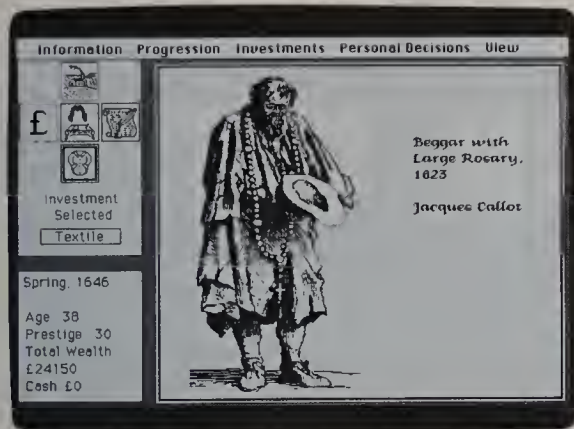 Information Progression Investments Personal Decisions View
£
Investment
Selected
Textile
Spring, 1646
Age 38
Prestige 30
Total Wealth
£24150
Cash £0
Beggar with
Large Rosary,
1623
Jacques Callot